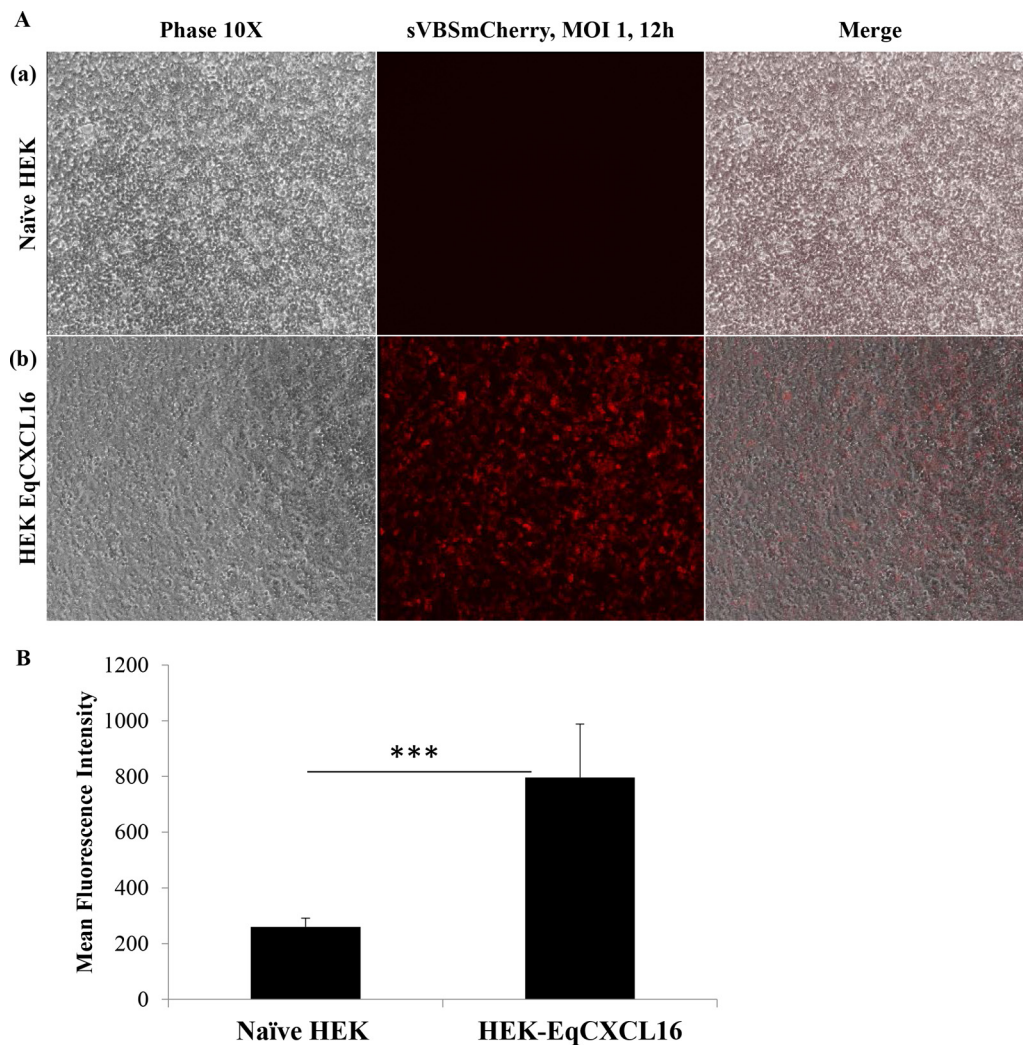 A
Phase 10X
sVBSmCherry, MOI 1, 12h
Merge
(a)
Naïve HEK
(b)
HEK EqCXCL16
B
Mean Fluorescence Intensity
1200
1000
800
600
400
200
0
***
Naïve HEK
HEK-EqCXCL16